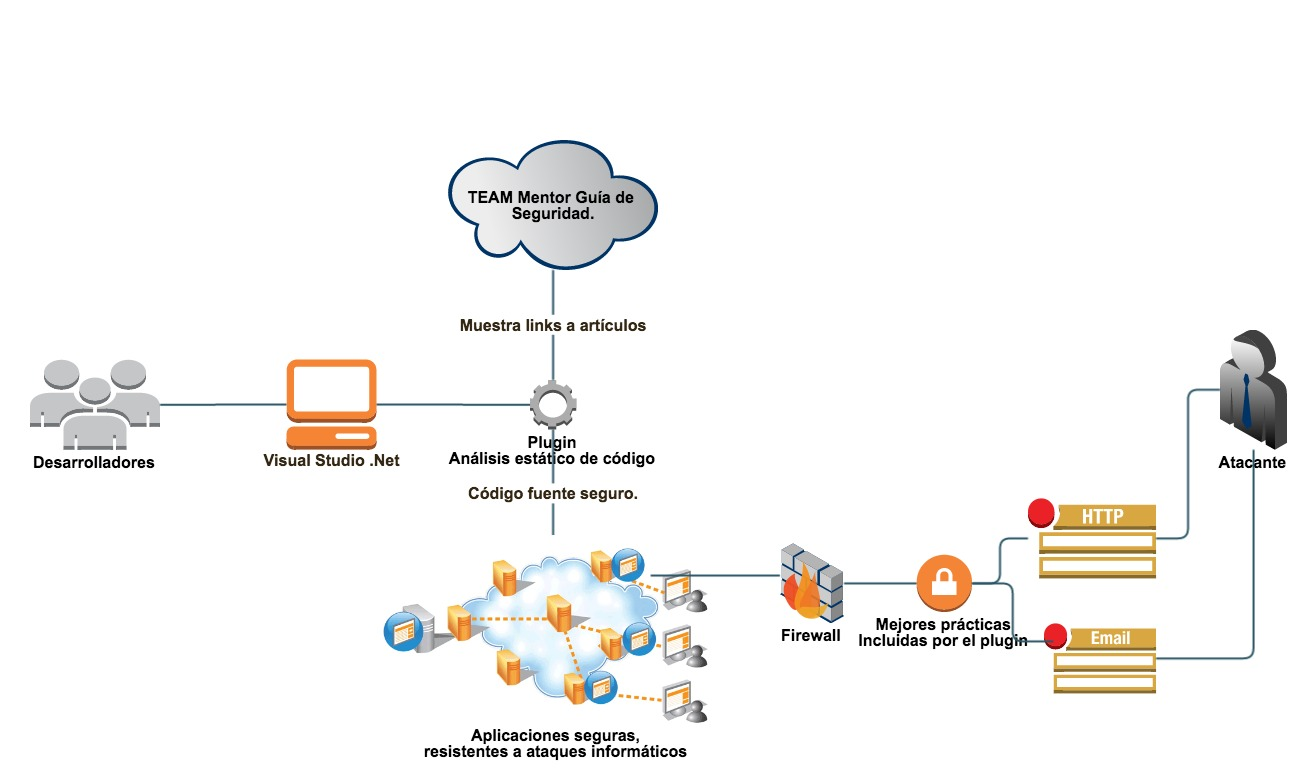 TEAM Mentor Guía de
Seguridad.
Muestra links a artículos
Desarrolladores
Visual Studio .Net
Plugin
Análisis estático de código
Código fuente seguro.
Atacante
HTTP
Email
Firewall
Mejores prácticas
Incluidas por el plugin
Aplicaciones seguras,
resistentes a ataques informáticos